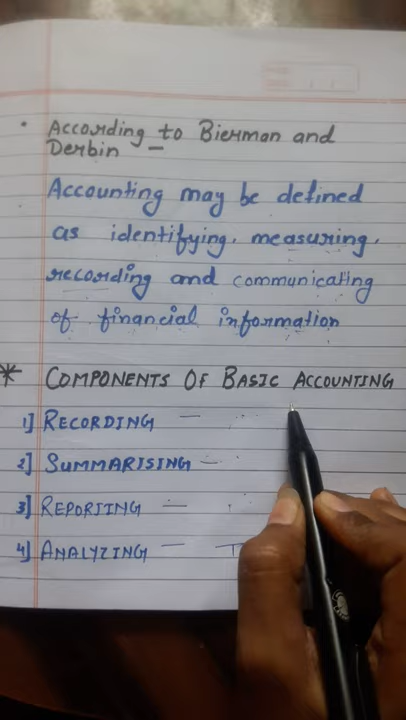 • According to Bierman and
Derbin –
Accounting may be defined
as identifying, measuring,
recording and communicating
of financial information
* COMPONENTS OF BASIC ACCOUNTING
1] RECORDING –
2] SUMMARISING –
3] REPORTING –
4] ANALYZING –